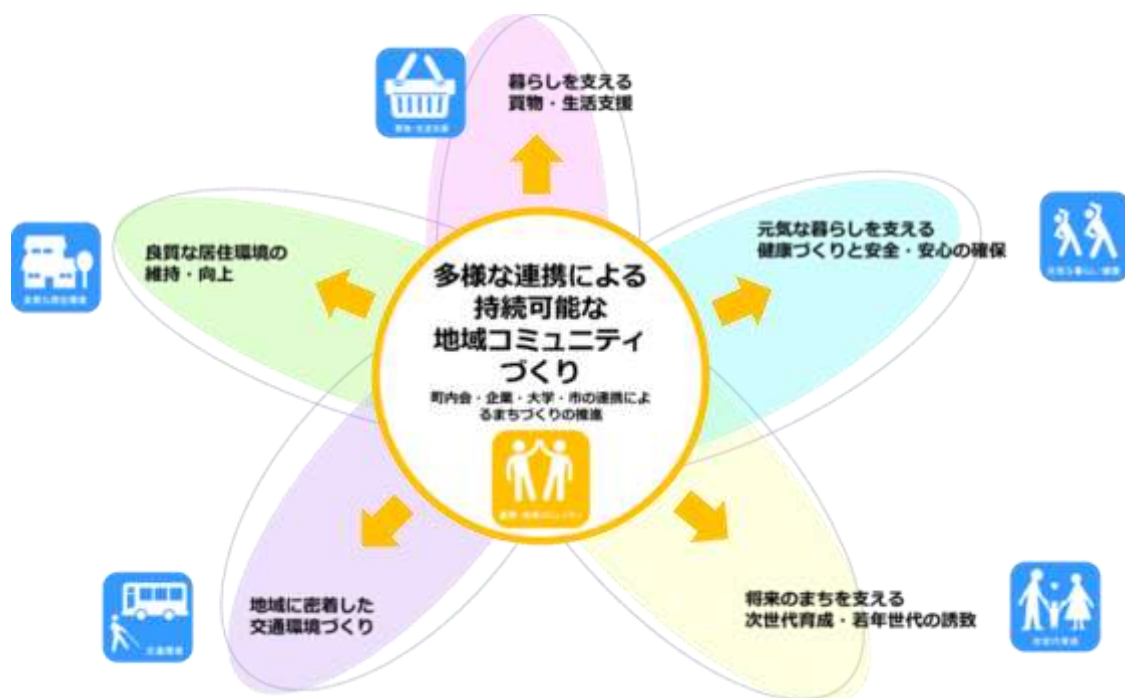 暮らしを支える
買物・生活支援
元気な暮らしを支える
健康づくりと安全・安心の確保
良質な居住環境の
維持・向上
多様な連携による
持続可能な
地域コミュニティ
づくり
町内会・企業・大学・市の連携によ
るまちづくりの推進
地域に密着した
交通環境づくり
将来のまちを支える
次世代育成・若年世代の誘致